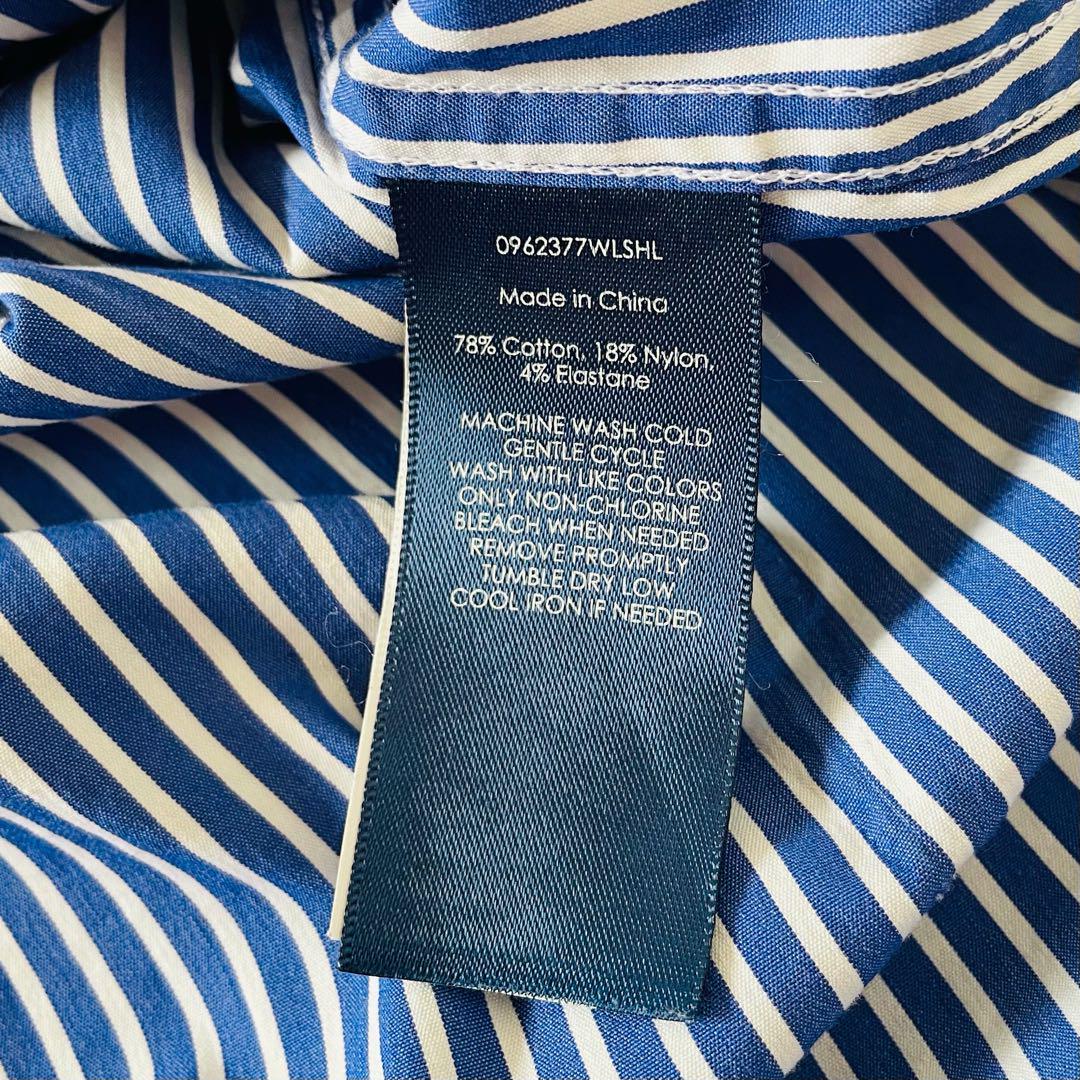 0962377WLSHL
Made in China
78% Cotton, 18% Nylon,
4% Elastane
MACHINE WASH COLD
GENTLE CYCLE
WASH WITH LIKE COLORS
ONLY NON-CHLORINE
BLEACH WHEN NEEDED
REMOVE PROMPTLY
TUMBLE DRY LOW
COOL IRON IF NEEDED